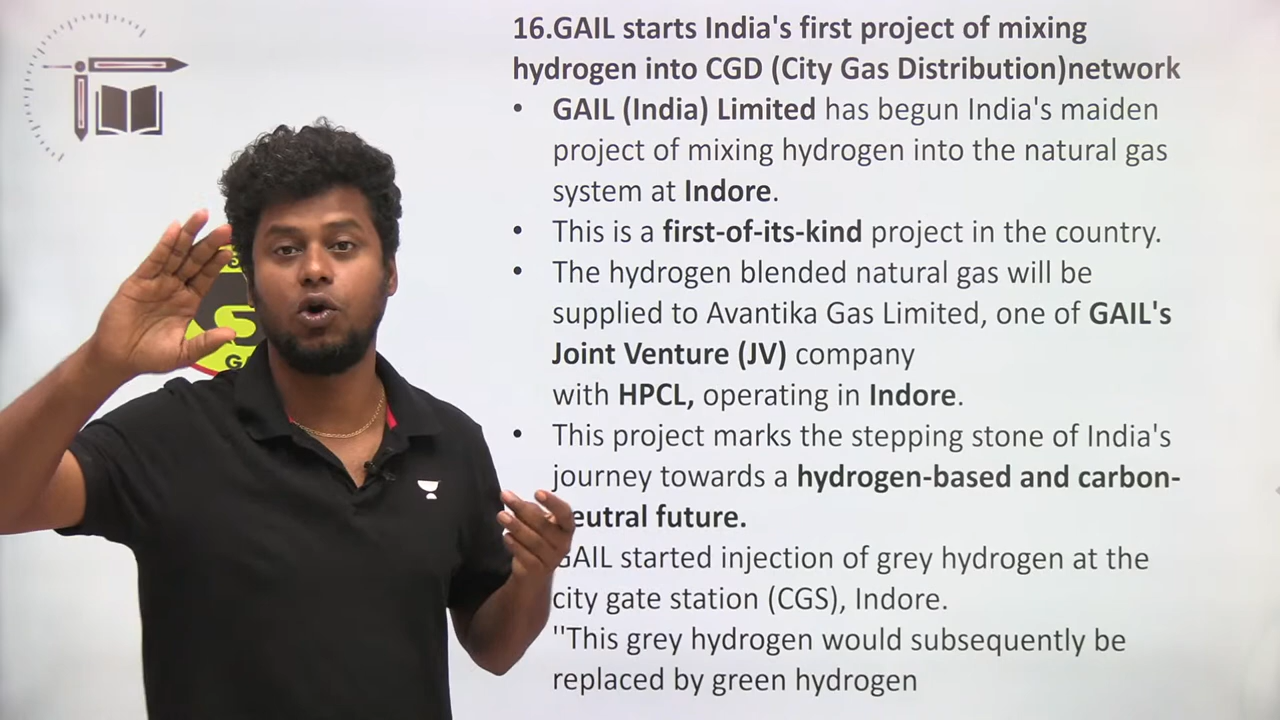 16.GAIL starts India's first project of mixing
hydrogen into CGD (City Gas Distribution)network
• GAIL (India) Limited has begun India's maiden
project of mixing hydrogen into the natural gas
system at Indore.
• This is a first-of-its-kind project in the country.
• The hydrogen blended natural gas will be
supplied to Avantika Gas Limited, one of GAIL's
Joint Venture (JV) company
with HPCL, operating in Indore.
• This project marks the stepping stone of India's
journey towards a hydrogen-based and carbon-
eutral future.
GAIL started injection of grey hydrogen at the
city gate station (CGS), Indore.
"This grey hydrogen would subsequently be
replaced by green hydrogen